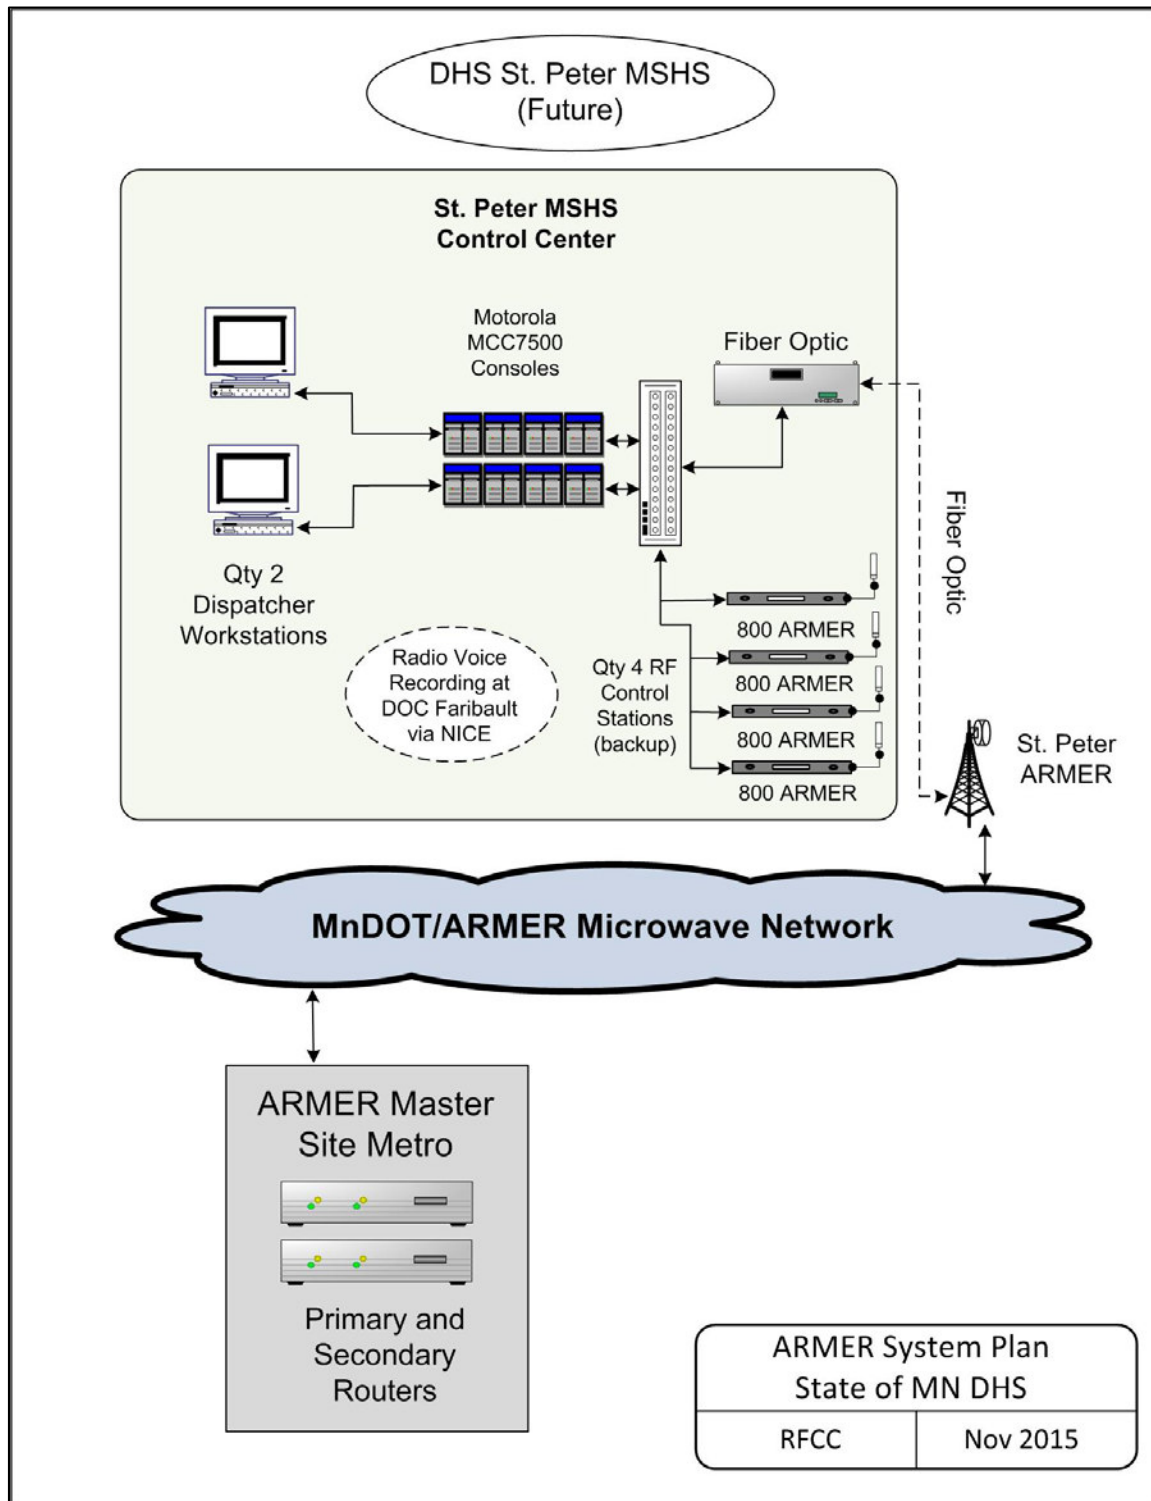 DHS St. Peter MSHS
(Future)
St. Peter MSHS
Control Center
Motorola
MCC7500
Consoles
Fiber Optic
Fiber Optic
Qty 2
Dispatcher
Workstations
Radio Voice
Recording at
DOC Faribault
via NICE
Qty 4 RF
Control
Stations
(backup)
800 ARMER
800 ARMER
800 ARMER
800 ARMER
St. Peter
ARMER
MnDOT/ARMER Microwave Network
ARMER Master
Site Metro
Primary and
Secondary
Routers
ARMER System Plan
State of MN DHS
RFCC
Nov 2015